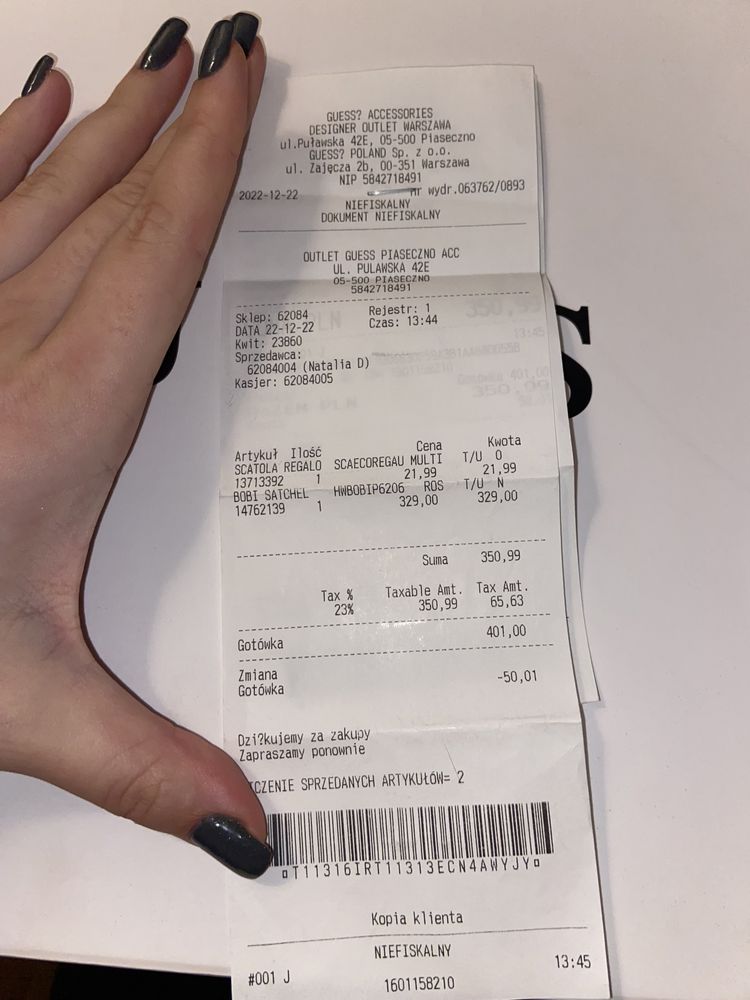 GUESS? ACCESSORIES
DESIGNER OUTLET WARSZAWA
ul.Puławska 42E, 05-500 Piaseczno
GUESS? POLAND Sp. z o.o.
ul. Zajęcza 2b, 00-351 Warszawa
NIP 5842718491
2022-12-22 nr wydr.063762/0893
NIEFISKALNY
DOKUMENT NIEFISKALNY
OUTLET GUESS PIASECZNO ACC
UL. PULAWSKA 42E
05-500 PIASECZNO
5842718491
Sklep: 62084 Rejestr: 1
DATA 22-12-22 Czas: 13:44
Kwit: 23860
Sprzedawca:
62084004 (Natalia D)
Kasjer: 62084005
Artykuł Ilość Cena Kwota
SCATOLA REGALO SCAECOREGAU MULTI T/U O
13713392 1 21,99 21,99
BOBI SATCHEL HWBOBIP6206 ROS T/U N
14762139 1 329,00 329,00
Suma 350,99
Tax % Taxable Amt. Tax Amt.
23% 350,99 65,63
Gotówka 401,00
Zmiana -50,01
Gotówka
Dzi?kujemy za zakupy
Zapraszamy ponownie
ICZENIE SPRZEDANYCH ARTYKUŁÓW= 2
¤T11316IRT11313ECN4AWYJY¤
Kopia klienta
NIEFISKALNY
#001 J 13:45
1601158210